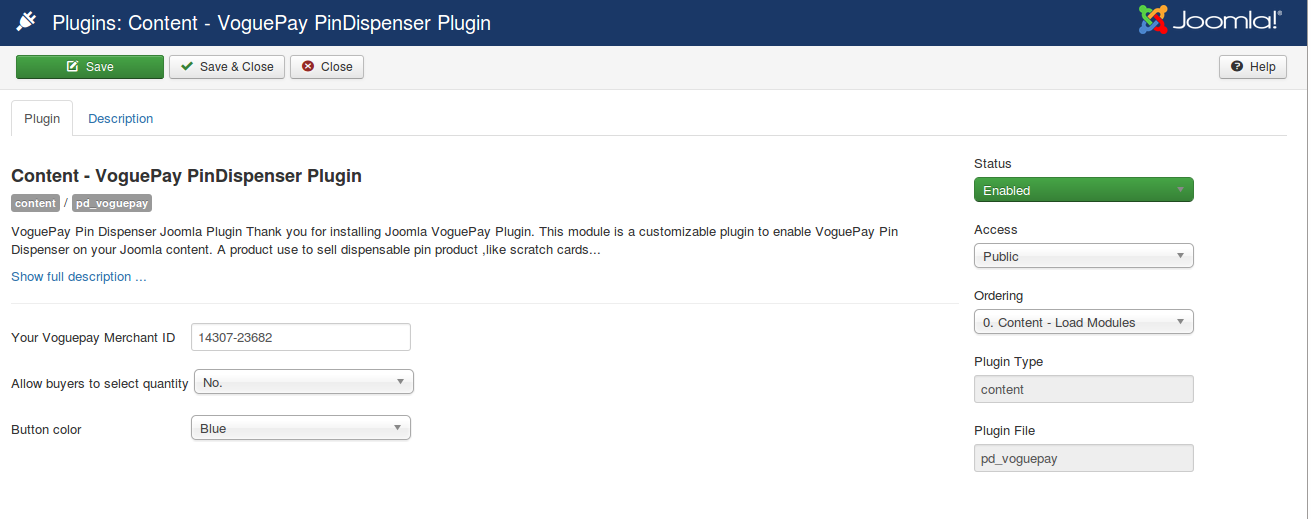 Plugins: Content - VoguePay PinDispenser Plugin
Joomla!®
Save
Save & Close
Close
Help
Plugin
Description
Content - VoguePay PinDispenser Plugin
content / pd_voguepay
VoguePay Pin Dispenser Joomla Plugin Thank you for installing Joomla VoguePay Plugin. This module is a customizable plugin to enable VoguePay Pin
Dispenser on your Joomla content. A product use to sell dispensable pin product ,like scratch cards...
Show full description ...
Your Voguepay Merchant ID
14307-23682
Allow buyers to select quantity
No.
Button color
Blue
Status
Enabled
Access
Public
Ordering
0. Content - Load Modules
Plugin Type
content
Plugin File
pd_voguepay